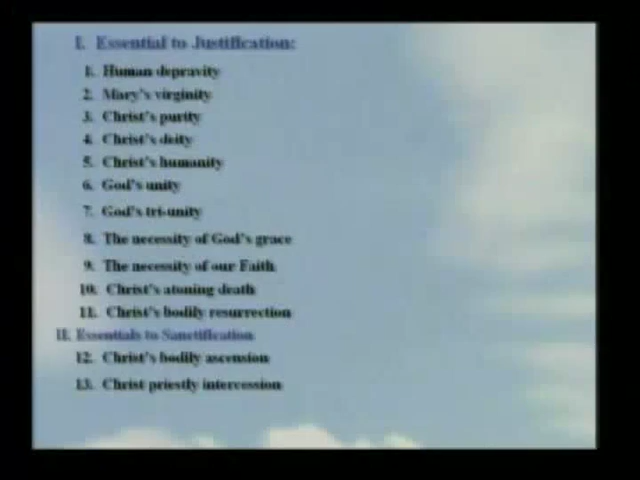 I. Essential to Justification:
1. Human depravity
2. Mary's virginity
3. Christ's purity
4. Christ's deity
5. Christ's humanity
6. God's unity
7. God's tri-unity
8. The necessity of God's grace
9. The necessity of our Faith
10. Christ's atoning death
11. Christ's bodily resurrection
II. Essentials to Sanctification
12. Christ's bodily ascension
13. Christ priestly intercession